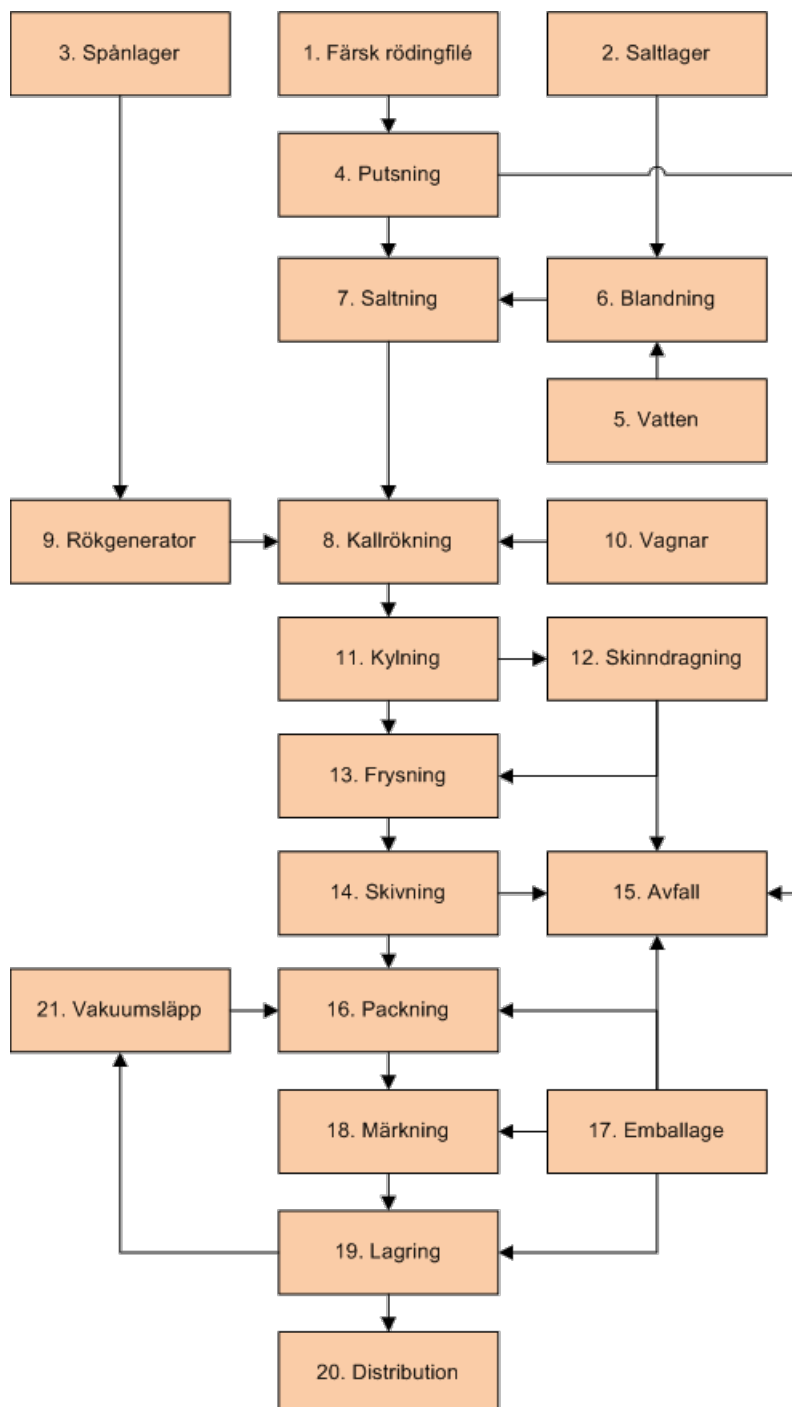 3. Spånlager
1. Färsk rödingfilé
2. Saltlager
4. Putsning
7. Saltning
6. Blandning
5. Vatten
9. Rökgenerator
8. Kallrökning
10. Vagnar
11. Kylning
12. Skinndragning
13. Frysning
14. Skivning
15. Avfall
21. Vakuumsläpp
16. Packning
18. Märkning
17. Emballage
19. Lagring
20. Distribution